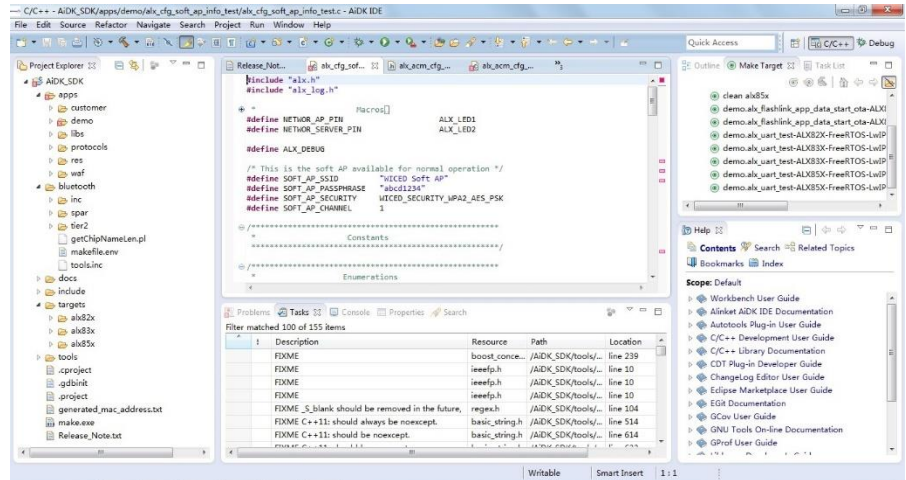 C/C++ - AiDK_SDK/apps/demo/alx_cfg_soft_ap_info_test/alx_cfg_soft_ap_info_test.c - AiDK IDE
File Edit Source Refactor Navigate Search Project Run Window Help
Quick Access C/C++ Debug
Project Explorer
AiDK_SDK
apps
customer
demo
libs
protocols
res
waf
bluetooth
inc
spar
tier2
getChipNameLen.pl
makefile.env
tools.inc
docs
include
targets
alx82x
alx83x
alx85x
tools
.cproject
.gdbinit
.project
generated_mac_address.txt
make.exe
Release_Note.txt
Release_Not... alx_cfg_sof... alx_acm_cfg_... alx_acm_cfg_...
#include "alx.h"
#include "alx_log.h"
* Macros[]
#define NETWOR_AP_PIN ALX_LED1
#define NETWOR_SERVER_PIN ALX_LED2
#define ALX_DEBUG
/* This is the soft AP available for normal operation */
#define SOFT_AP_SSID "WICED Soft AP"
#define SOFT_AP_PASSPHRASE "abcd1234"
#define SOFT_AP_SECURITY WICED_SECURITY_WPA2_AES_PSK
#define SOFT_AP_CHANNEL 1
/******************************************************
* Constants
******************************************************/
/******************************************************
* Enumerations
Problems Tasks Console Properties Search
Filter matched 100 of 155 items
! Description Resource Path Location
FIXME boost_conce... /AiDK_SDK/tools/... line 239
FIXME ieeefp.h /AiDK_SDK/tools/... line 10
FIXME ieeefp.h /AiDK_SDK/tools/... line 10
FIXME ieeefp.h /AiDK_SDK/tools/... line 10
FIXME _S_blank should be removed in the future, regex.h /AiDK_SDK/tools/... line 104
FIXME C++11: should always be noexcept. basic_string.h /AiDK_SDK/tools/... line 514
FIXME C++11: should be noexcept. basic_string.h /AiDK_SDK/tools/... line 614
Outline Make Target Task List
clean alx85x
demo.alx_flashlink_app_data_start_ota-ALX
demo.alx_flashlink_app_data_start_ota-ALX
demo.alx_uart_test-ALX82X-FreeRTOS-LwIP
demo.alx_uart_test-ALX83X-FreeRTOS-LwIP
demo.alx_uart_test-ALX83X-FreeRTOS-LwIP
demo.alx_uart_test-ALX85X-FreeRTOS-LwIP
Help
Contents Search Related Topics
Bookmarks Index
Scope: Default
Workbench User Guide
Alinket AiDK IDE Documentation
Autotools Plug-in User Guide
C/C++ Development User Guide
C/C++ Library Documentation
CDT Plug-in Developer Guide
ChangeLog Editor User Guide
Eclipse Marketplace User Guide
EGit Documentation
GCov User Guide
GNU Tools On-line Documentation
GProf User Guide
Writable Smart Insert 1 : 1